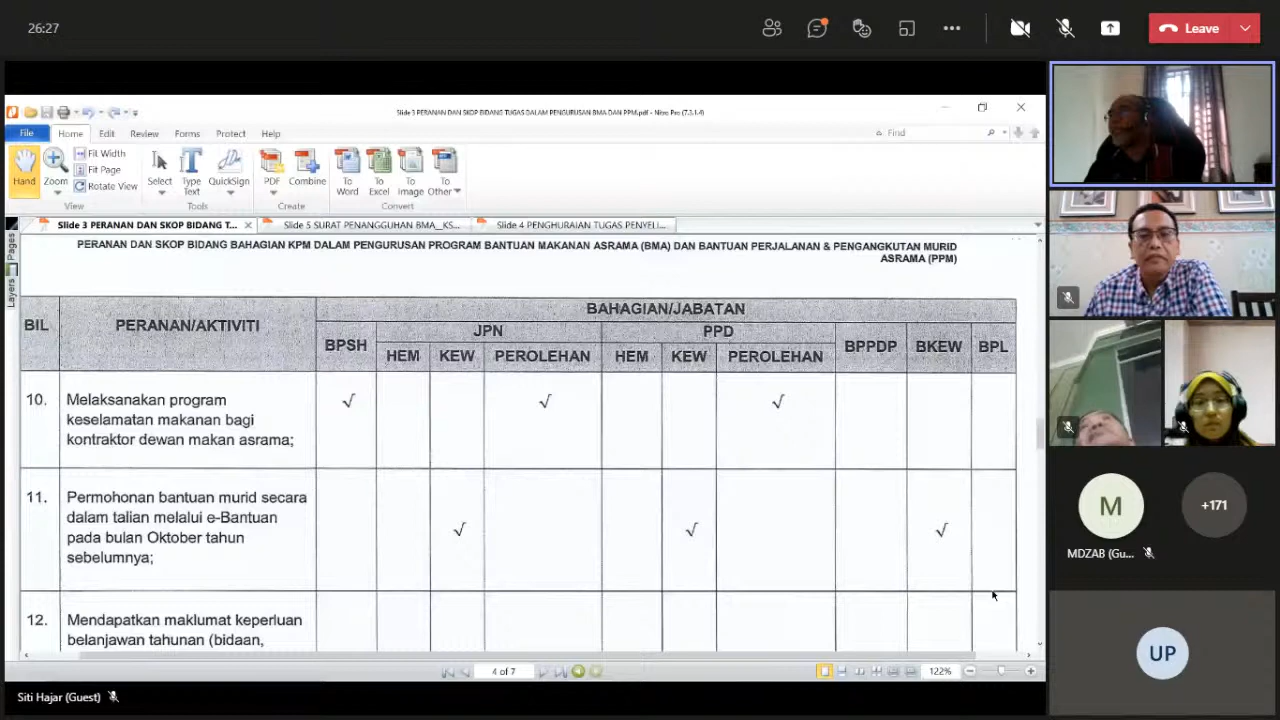 26:27
Leave
Slide 3 PERANAN DAN SKOP BIDANG TUGAS DALAM PENGURUSAN BMA DAN PPM.pdf - Nitro Pro (7.3.1.4)
File Home Edit Review Forms Protect Help
Find
Hand
Zoom
Fit Width
Fit Page
Rotate View
View
Select
Type Text
QuickSign
Tools
PDF
Combine
Create
To Word
To Excel
To Image
To Other
Convert
Slide 3 PERANAN DAN SKOP BIDANG T...
Slide 5 SURAT PENANGGUHAN BMA_KS...
Slide 4 PENGHURAIAN TUGAS PENYELI...
Pages
Layers
PERANAN DAN SKOP BIDANG BAHAGIAN KPM DALAM PENGURUSAN PROGRAM BANTUAN MAKANAN ASRAMA (BMA) DAN BANTUAN PERJALANAN & PENGANGKUTAN MURID
ASRAMA (PPM)
BIL PERANAN/AKTIVITI BAHAGIAN/JABATAN
BPSH JPN PPD BPPDP BKEW BPL
HEM KEW PEROLEHAN HEM KEW PEROLEHAN
10. Melaksanakan program √ √ √
keselamatan makanan bagi
kontraktor dewan makan asrama;
11. Permohonan bantuan murid secara
dalam talian melalui e-Bantuan √ √ √
pada bulan Oktober tahun
sebelumnya;
12. Mendapatkan maklumat keperluan
belanjawan tahunan (bidaan,
4 of 7
122%
Siti Hajar (Guest)
M
MDZAB (Gu...
+171
UP